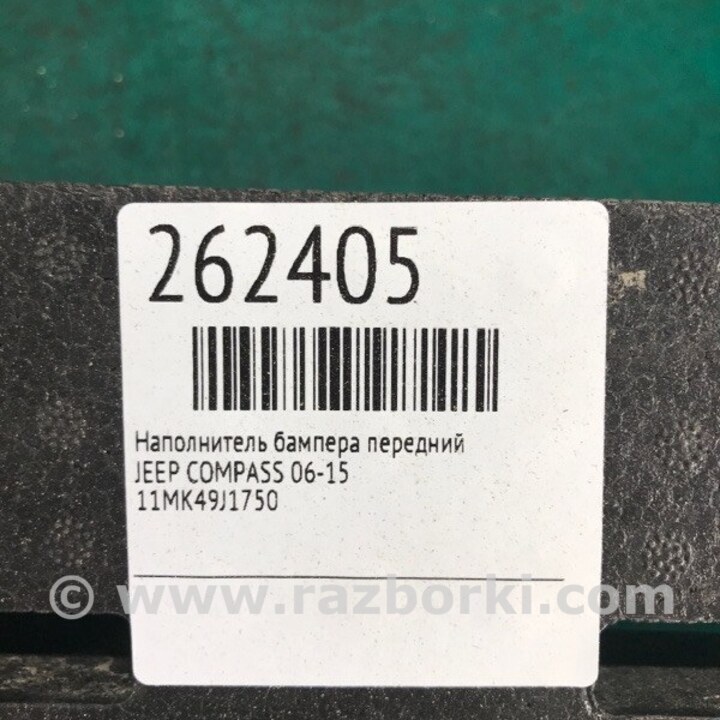 262405
Наполнитель бампера передний
JEEP COMPASS 06-15
11MK49J1750
© www.razborki.com